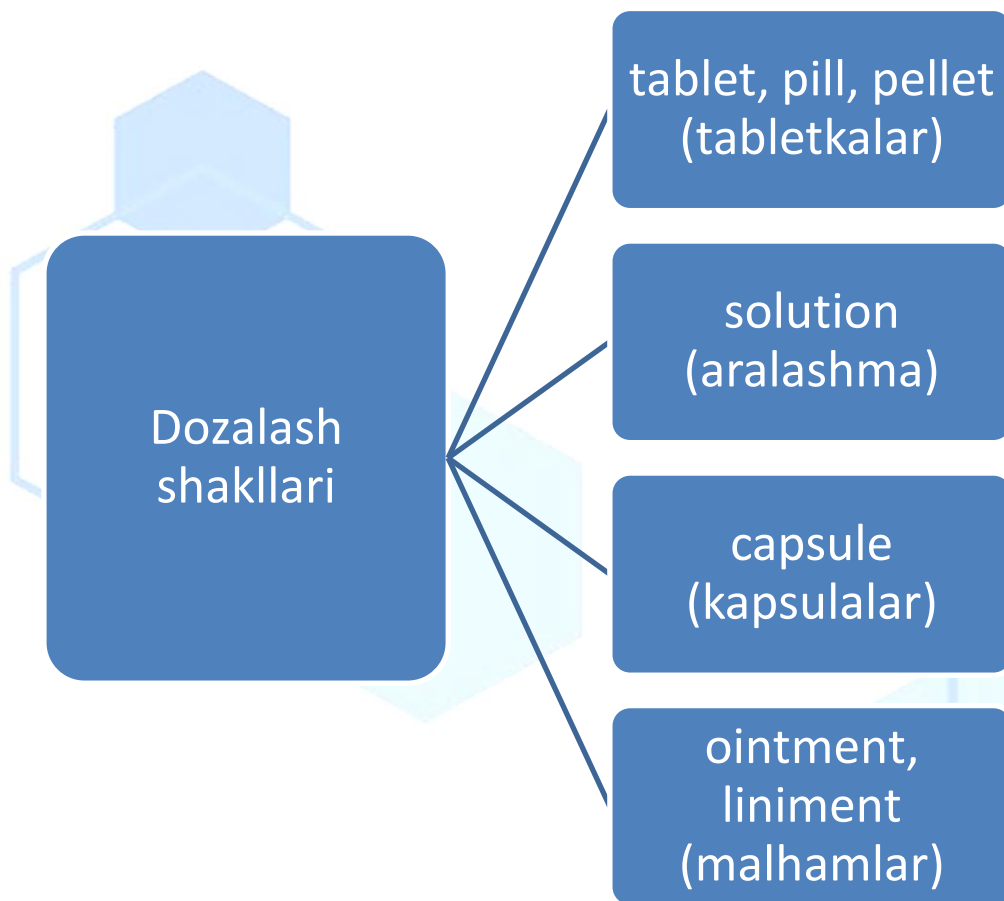 Dozalash
shakllari
tablet, pill, pellet
(tabletkalar)
solution
(aralashma)
capsule
(kapsulalar)
ointment,
liniment
(malhamlar)